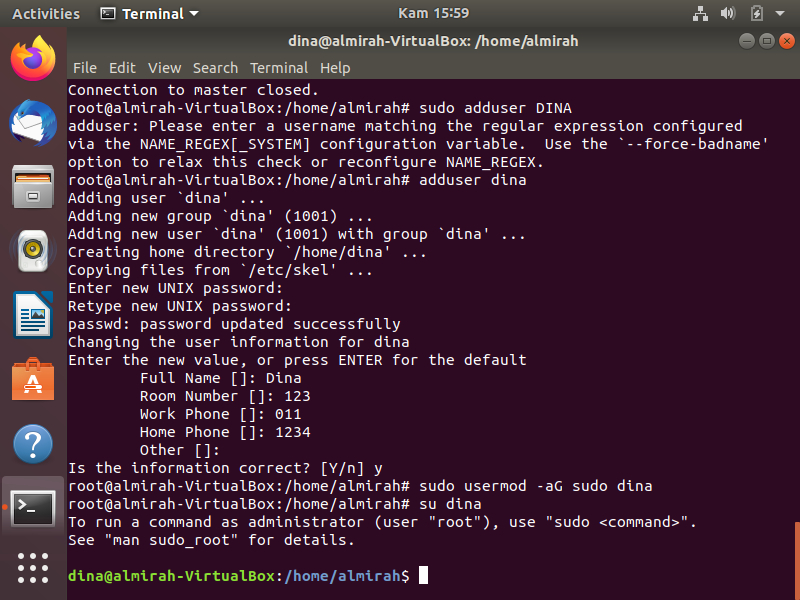 Activities Terminal Kam 15:59
dina@almirah-VirtualBox: /home/almirah
File Edit View Search Terminal Help
Connection to master closed.
root@almirah-VirtualBox:/home/almirah# sudo adduser DINA
adduser: Please enter a username matching the regular expression configured
via the NAME_REGEX[_SYSTEM] configuration variable.  Use the `--force-badname'
option to relax this check or reconfigure NAME_REGEX.
root@almirah-VirtualBox:/home/almirah# adduser dina
Adding user `dina' ...
Adding new group `dina' (1001) ...
Adding new user `dina' (1001) with group `dina' ...
Creating home directory `/home/dina' ...
Copying files from `/etc/skel' ...
Enter new UNIX password:
Retype new UNIX password:
passwd: password updated successfully
Changing the user information for dina
Enter the new value, or press ENTER for the default
        Full Name []: Dina
        Room Number []: 123
        Work Phone []: 011
        Home Phone []: 1234
        Other []:
Is the information correct? [Y/n] y
root@almirah-VirtualBox:/home/almirah# sudo usermod -aG sudo dina
root@almirah-VirtualBox:/home/almirah# su dina
To run a command as administrator (user "root"), use "sudo <command>".
See "man sudo_root" for details.
dina@almirah-VirtualBox:/home/almirah$